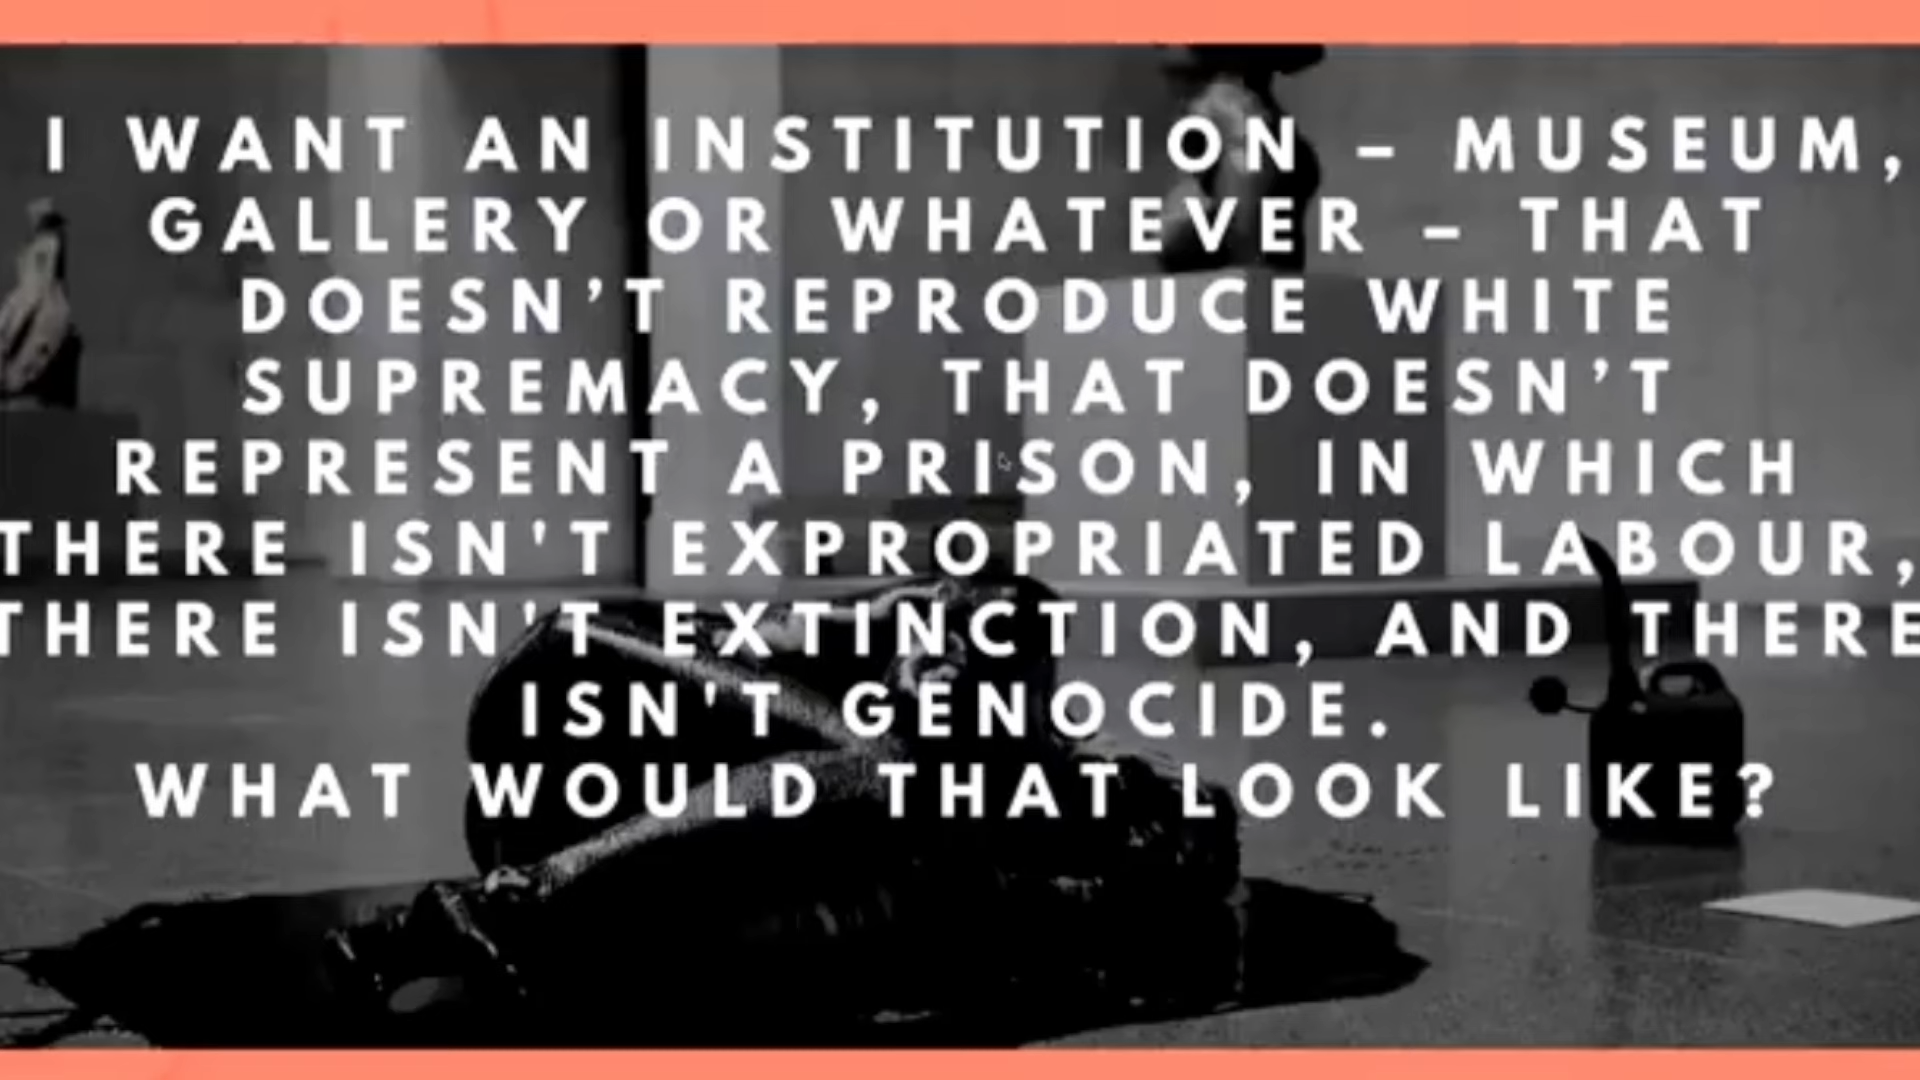 I WANT AN INSTITUTION – MUSEUM,
GALLERY OR WHATEVER – THAT
DOESN’T REPRODUCE WHITE
SUPREMACY, THAT DOESN’T
REPRESENT A PRISON, IN WHICH
THERE ISN'T EXPROPRIATED LABOUR,
THERE ISN'T EXTINCTION, AND THERE
ISN'T GENOCIDE.
WHAT WOULD THAT LOOK LIKE?